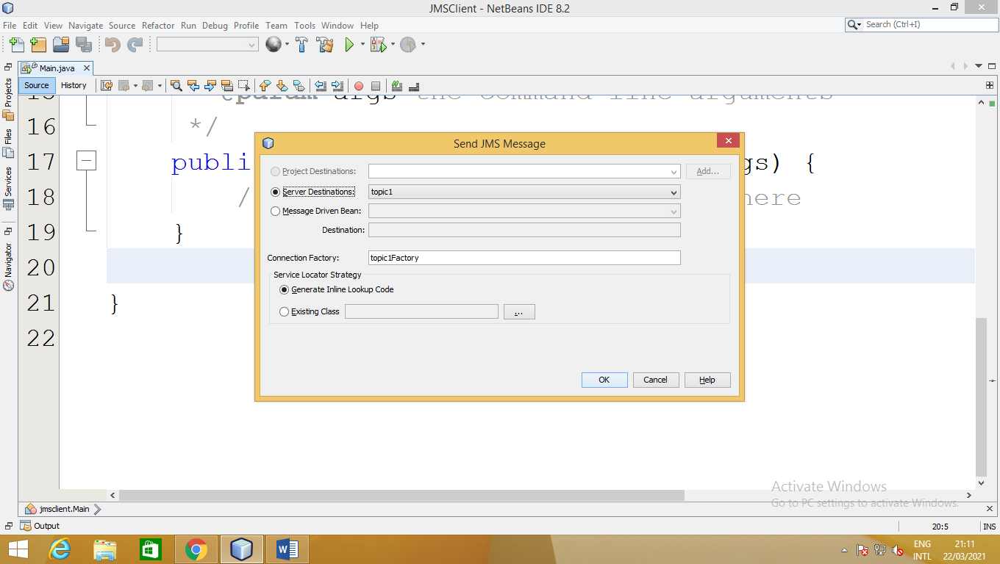 JMSClient - NetBeans IDE 8.2
File Edit View Navigate Source Refactor Run Debug Profile Team Tools Window Help
Search (Ctrl+I)
Main.java
Source History
Projects
Files
Services
Navigator
15 @param args the command line arguments
16 */
17 publi gs) {
18 / here
19 }
20
21 }
22
Send JMS Message
Project Destinations: Add...
Server Destinations: topic1
Message Driven Bean:
Destination:
Connection Factory: topic1Factory
Service Locator Strategy
Generate Inline Lookup Code
Existing Class ...
OK Cancel Help
Activate Windows
Go to PC settings to activate Windows.
jmsclient.Main
Output
20:5 INS
ENG 21:11
INTL 22/03/2021